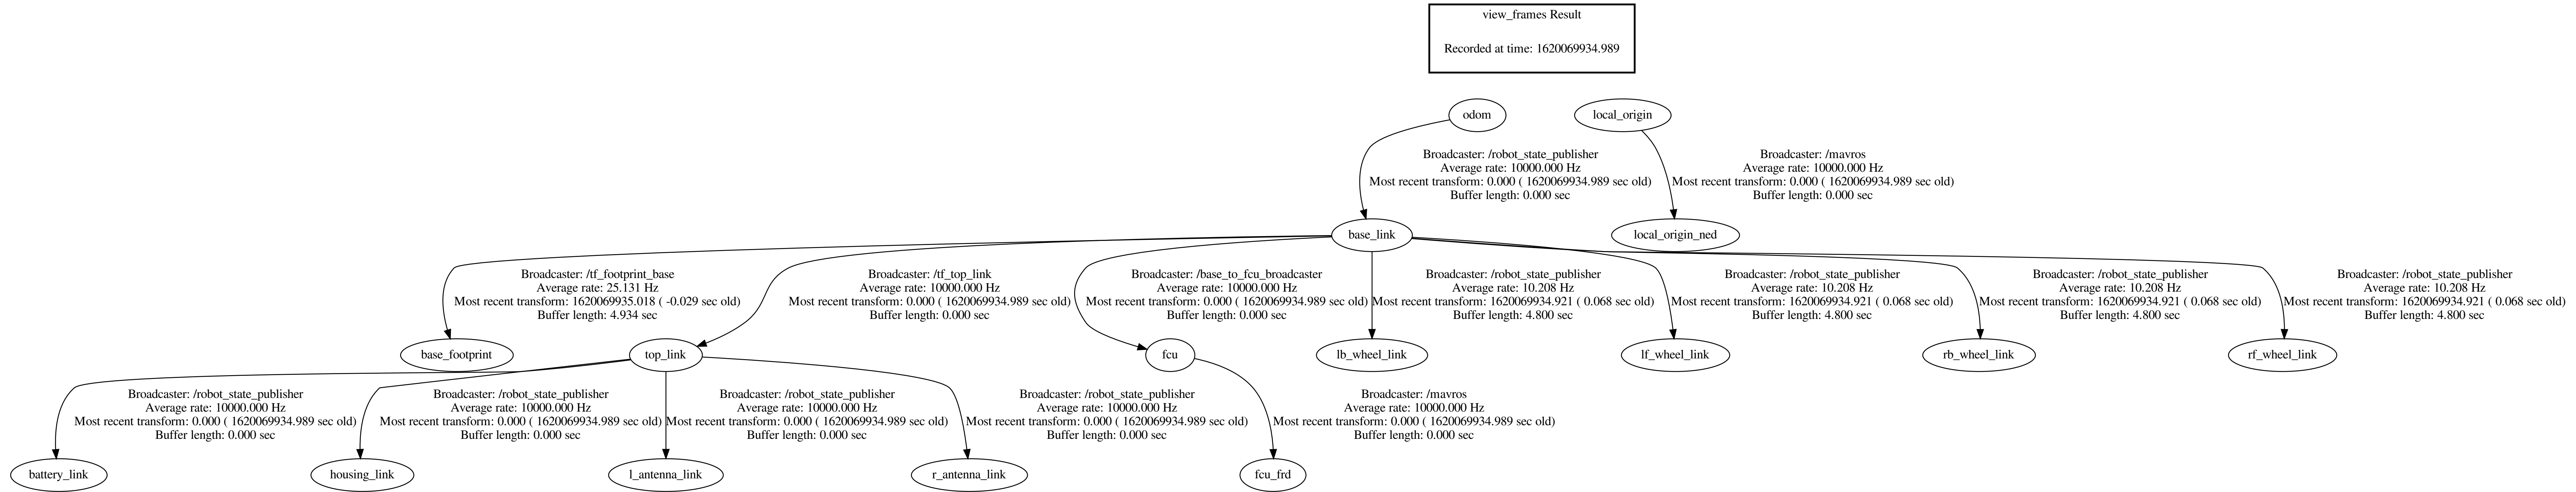 view_frames Result
Recorded at time: 1620069934.989
odom
local_origin
Broadcaster: /robot_state_publisher
Average rate: 10000.000 Hz
Most recent transform: 0.000 ( 1620069934.989 sec old)
Buffer length: 0.000 sec
Broadcaster: /mavros
Average rate: 10000.000 Hz
Most recent transform: 0.000 ( 1620069934.989 sec old)
Buffer length: 0.000 sec
base_link
local_origin_ned
Broadcaster: /tf_footprint_base
Average rate: 25.131 Hz
Most recent transform: 1620069935.018 ( -0.029 sec old)
Buffer length: 4.934 sec
Broadcaster: /tf_top_link
Average rate: 10000.000 Hz
Most recent transform: 0.000 ( 1620069934.989 sec old)
Buffer length: 0.000 sec
Broadcaster: /base_to_fcu_broadcaster
Average rate: 10000.000 Hz
Most recent transform: 0.000 ( 1620069934.989 sec old)
Buffer length: 0.000 sec
Broadcaster: /robot_state_publisher
Average rate: 10.208 Hz
Most recent transform: 1620069934.921 ( 0.068 sec old)
Buffer length: 4.800 sec
Broadcaster: /robot_state_publisher
Average rate: 10.208 Hz
Most recent transform: 1620069934.921 ( 0.068 sec old)
Buffer length: 4.800 sec
Broadcaster: /robot_state_publisher
Average rate: 10.208 Hz
Most recent transform: 1620069934.921 ( 0.068 sec old)
Buffer length: 4.800 sec
Broadcaster: /robot_state_publisher
Average rate: 10.208 Hz
Most recent transform: 1620069934.921 ( 0.068 sec old)
Buffer length: 4.800 sec
base_footprint
top_link
fcu
lb_wheel_link
lf_wheel_link
rb_wheel_link
rf_wheel_link
Broadcaster: /robot_state_publisher
Average rate: 10000.000 Hz
Most recent transform: 0.000 ( 1620069934.989 sec old)
Buffer length: 0.000 sec
Broadcaster: /robot_state_publisher
Average rate: 10000.000 Hz
Most recent transform: 0.000 ( 1620069934.989 sec old)
Buffer length: 0.000 sec
Broadcaster: /robot_state_publisher
Average rate: 10000.000 Hz
Most recent transform: 0.000 ( 1620069934.989 sec old)
Buffer length: 0.000 sec
Broadcaster: /robot_state_publisher
Average rate: 10000.000 Hz
Most recent transform: 0.000 ( 1620069934.989 sec old)
Buffer length: 0.000 sec
Broadcaster: /mavros
Average rate: 10000.000 Hz
Most recent transform: 0.000 ( 1620069934.989 sec old)
Buffer length: 0.000 sec
battery_link
housing_link
l_antenna_link
r_antenna_link
fcu_frd